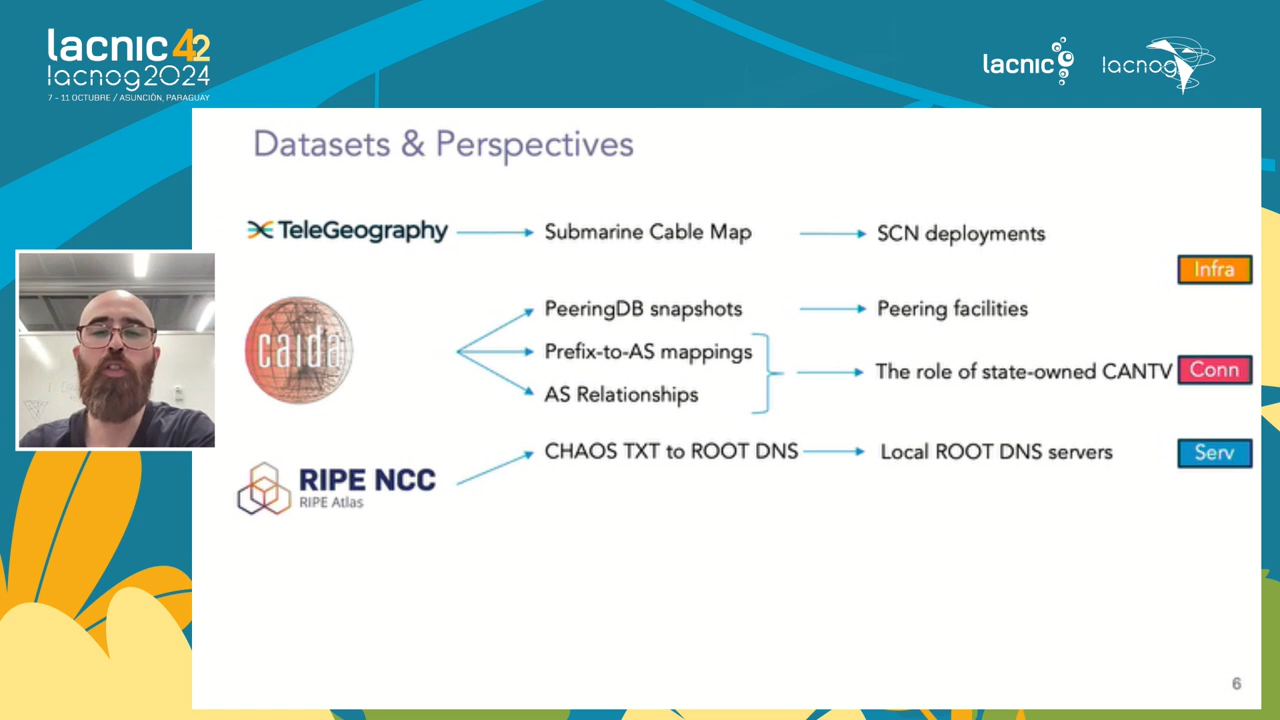 lacnic 42
lacnog2024
7 - 11 OCTUBRE / ASUNCIÓN, PARAGUAY
lacnic
lacnog
Datasets & Perspectives
TeleGeography
Submarine Cable Map
SCN deployments
Infra
caida
PeeringDB snapshots
Peering facilities
Prefix-to-AS mappings
The role of state-owned CANTV
Conn
AS Relationships
CHAOS TXT to ROOT DNS
Local ROOT DNS servers
Serv
RIPE NCC
RIPE Atlas
6